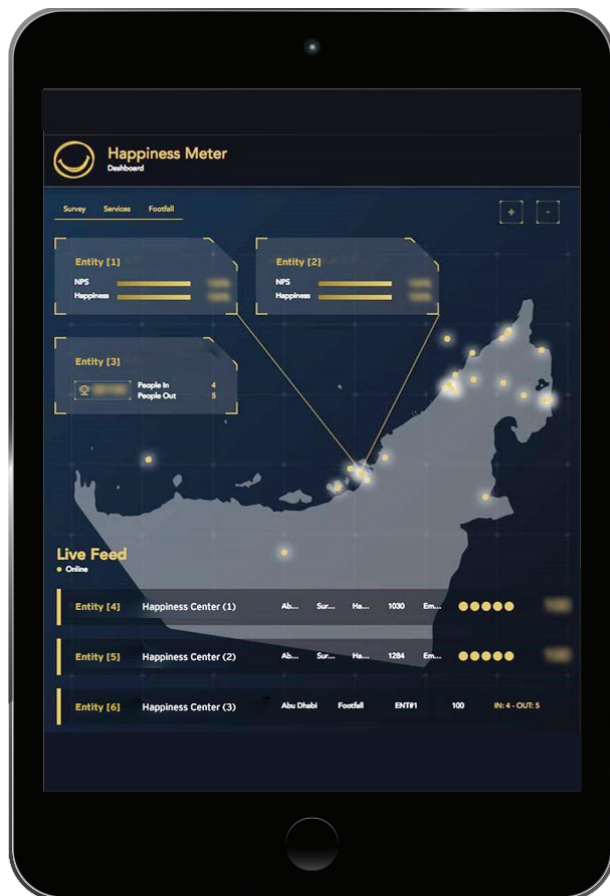 Happiness Meter
Dashboard
Survey Services Footfall
+ -
Entity [1]
NPS
Happiness
Entity [2]
NPS
Happiness
Entity [3]
People In 4
People Out 5
Live Feed
Online
Entity [4] Happiness Center (1) Ab... Sur... Ha... 1030 Em...
Entity [5] Happiness Center (2) Ab... Sur... Ha... 1284 Em...
Entity [6] Happiness Center (3) Abu Dhabi Footfall ENT#1 100 IN: 4 - OUT: 5